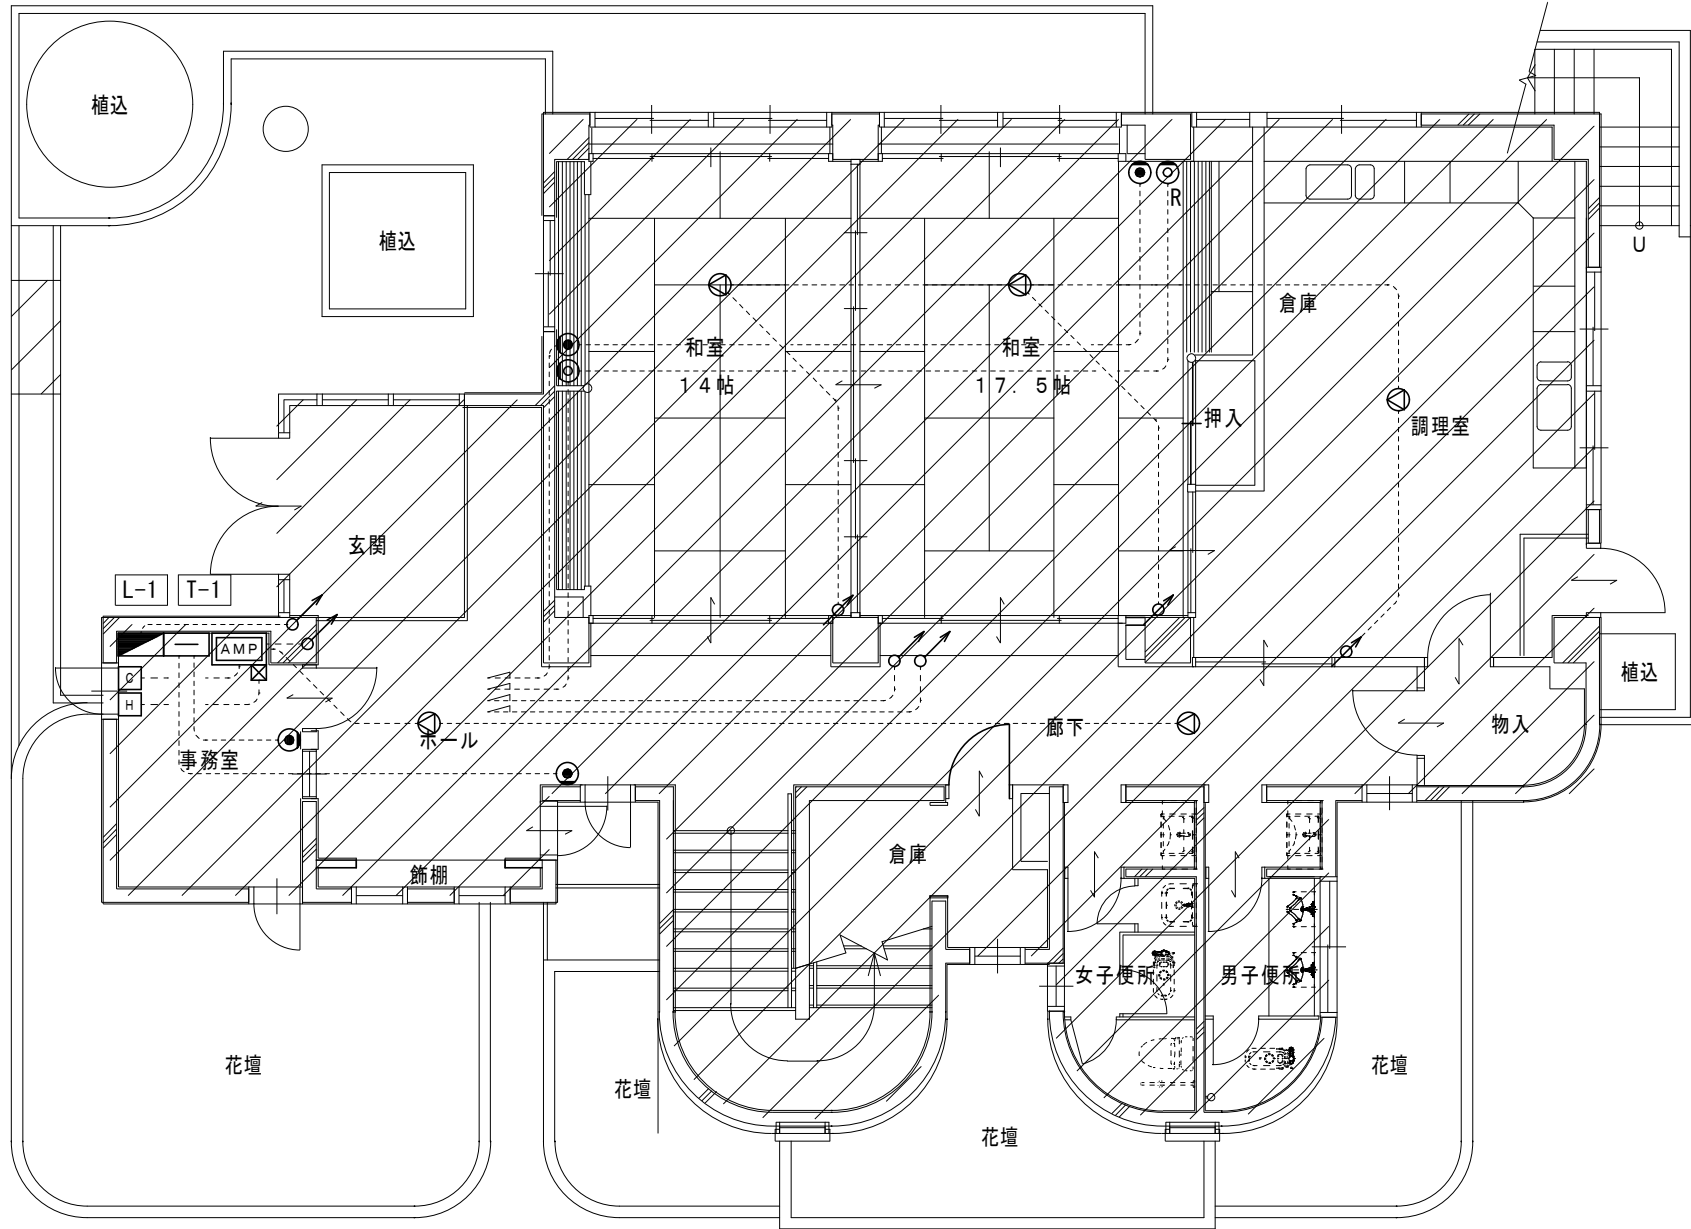 植込
植込
R
U
和室
14帖
和室
17.5帖
倉庫
押入
調理室
玄関
L-1
T-1
AMP
C
H
事務室
ホール
廊下
物入
植込
飾棚
倉庫
女子便所
男子便所
花壇
花壇
花壇
花壇